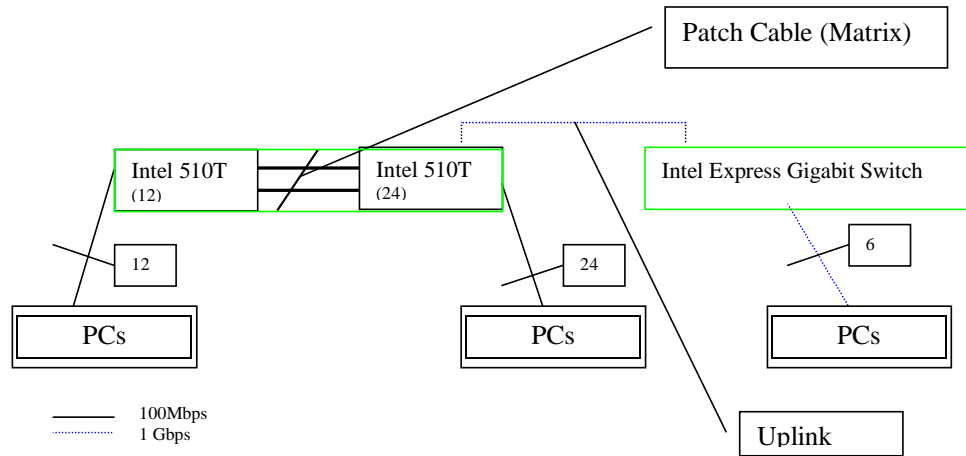 Patch Cable (Matrix)
Intel 510T
(12)
Intel 510T
(24)
Intel Express Gigabit Switch
12
24
6
PCs
PCs
PCs
100Mbps
1 Gbps
Uplink